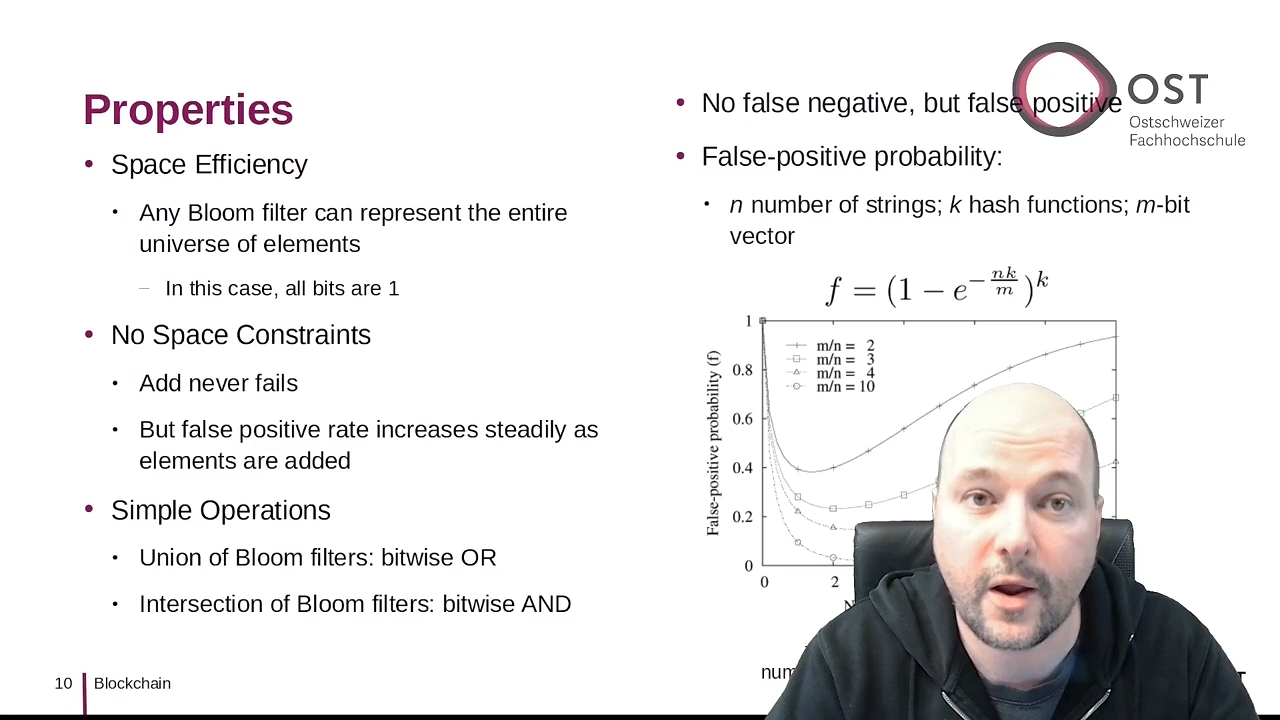 Properties
• Space Efficiency
• Any Bloom filter can represent the entire
universe of elements
– In this case, all bits are 1
• No Space Constraints
• Add never fails
• But false positive rate increases steadily as
elements are added
• Simple Operations
• Union of Bloom filters: bitwise OR
• Intersection of Bloom filters: bitwise AND
• No false negative, but false positive
• False-positive probability:
• n number of strings; k hash functions; m-bit
vector
f = (1 − e^{−\frac{nk}{m}})^k
False-positive probability (f)
1
0.8
0.6
0.4
0.2
0
0 2
m/n = 2
m/n = 3
m/n = 4
m/n = 10
OST
Ostschweizer
Fachhochschule
10 Blockchain